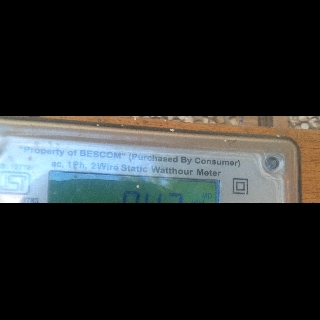 "Property of BESCOM" (Purchased By Consumer)
ac, 1Ph, 2Wire Static Watthour Meter